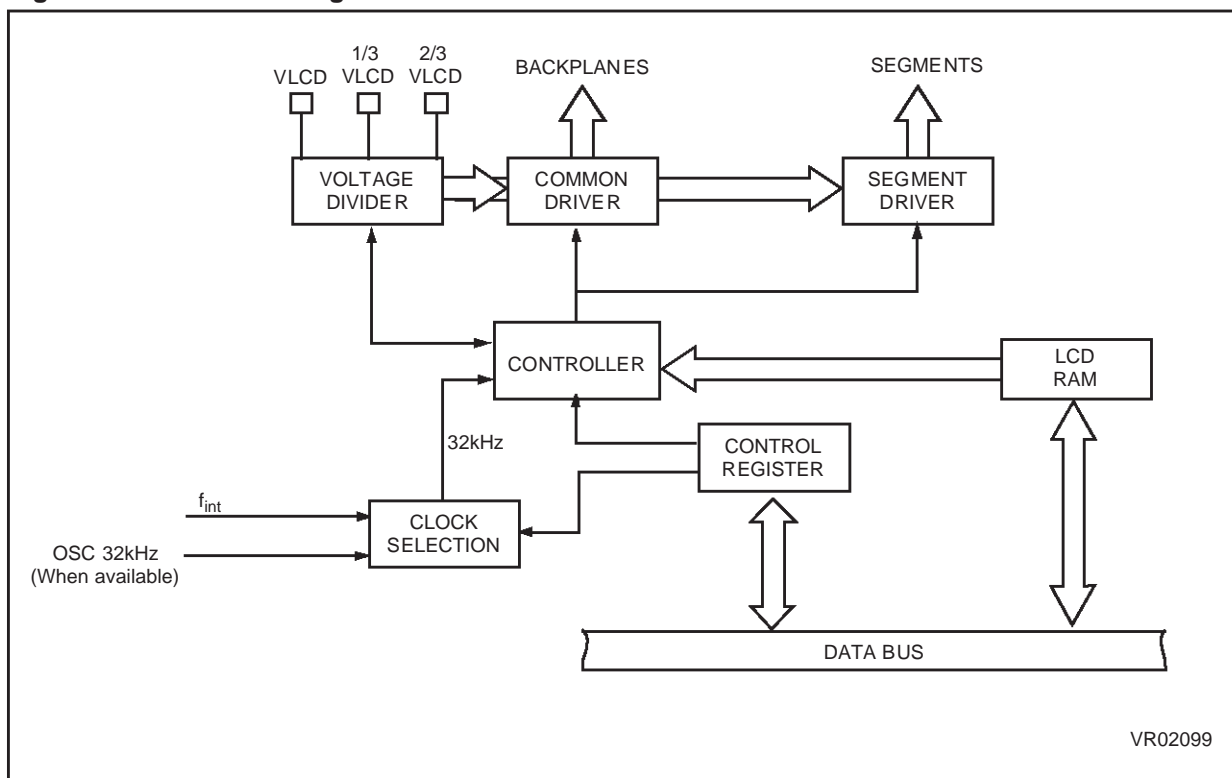 1/3
2/3
VLCD
VLCD
VLCD
BACKPLANES
SEGMENTS
VOLTAGE
DIVIDER
COMMON
DRIVER
SEGMENT
DRIVER
CONTROLLER
LCD
RAM
32kHz
CONTROL
REGISTER
fint
CLOCK
SELECTION
OSC 32kHz
(When available)
DATA BUS
VR02099